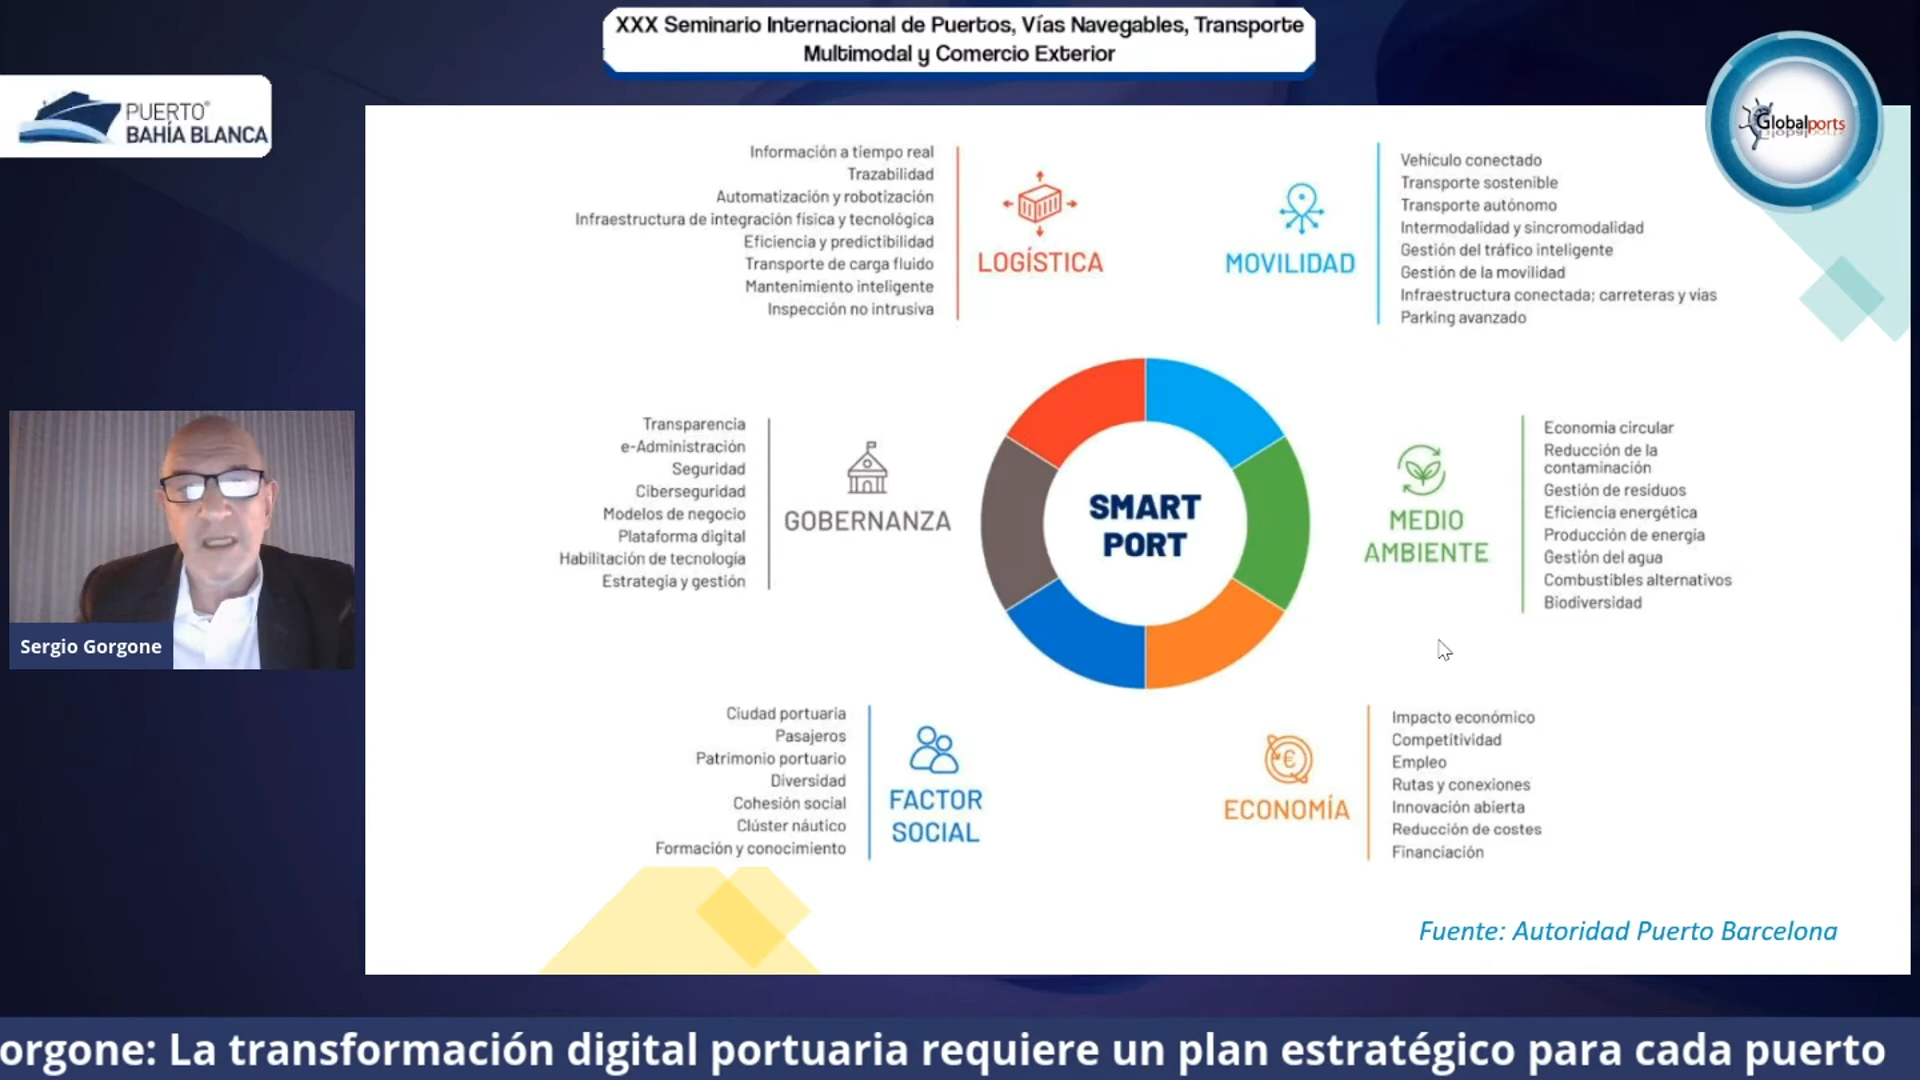 XXX Seminario Internacional de Puertos, Vías Navegables, Transporte
Multimodal y Comercio Exterior
PUERTO®
BAHÍA BLANCA
Globalports
Información a tiempo real
Trazabilidad
Automatización y robotización
Infraestructura de integración física y tecnológica
Eficiencia y predictibilidad
Transporte de carga fluido
Mantenimiento inteligente
Inspección no intrusiva
LOGÍSTICA
MOVILIDAD
Vehículo conectado
Transporte sostenible
Transporte autónomo
Intermodalidad y sincromodalidad
Gestión del tráfico inteligente
Gestión de la movilidad
Infraestructura conectada; carreteras y vías
Parking avanzado
Transparencia
e-Administración
Seguridad
Ciberseguridad
Modelos de negocio
Plataforma digital
Habilitación de tecnología
Estrategia y gestión
GOBERNANZA
SMART
PORT
MEDIO
AMBIENTE
Economía circular
Reducción de la
contaminación
Gestión de residuos
Eficiencia energética
Producción de energía
Gestión del agua
Combustibles alternativos
Biodiversidad
Sergio Gorgone
Ciudad portuaria
Pasajeros
Patrimonio portuario
Diversidad
Cohesión social
Clúster náutico
Formación y conocimiento
FACTOR
SOCIAL
€
ECONOMÍA
Impacto económico
Competitividad
Empleo
Rutas y conexiones
Innovación abierta
Reducción de costes
Financiación
Fuente: Autoridad Puerto Barcelona
orgone: La transformación digital portuaria requiere un plan estratégico para cada puerto